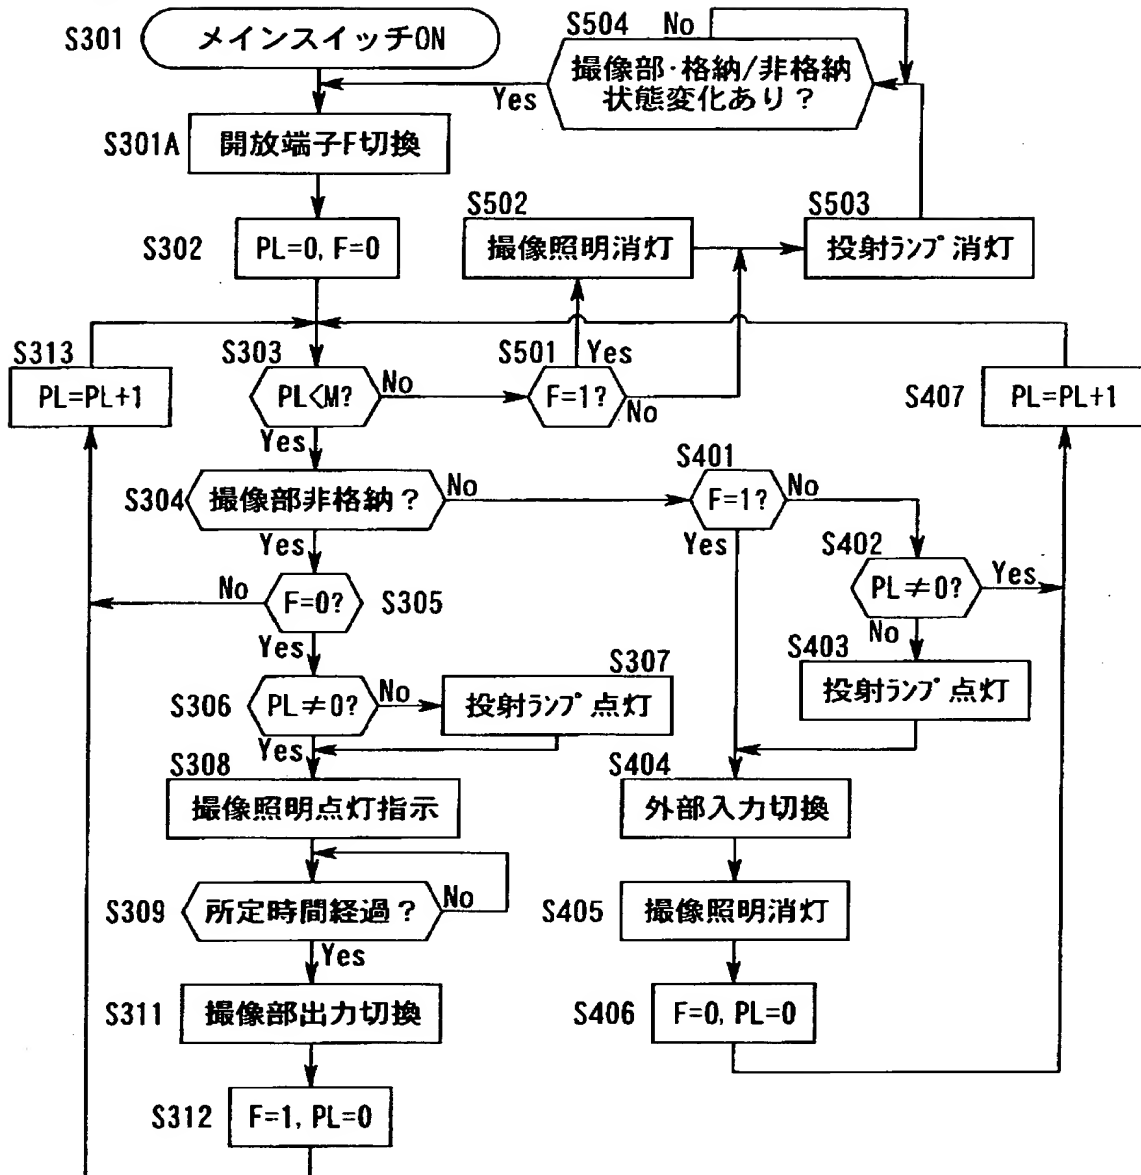 S301
メインスイッチON
S504
No
撮像部・格納/非格納
状態変化あり？
Yes
S301A
開放端子F切換
S302
PL=0, F=0
S502
撮像照明消灯
S503
投射ランプ消灯
S313
PL=PL+1
S303
PL<M?
No
Yes
S501
F=1?
Yes
No
S407
PL=PL+1
S304
撮像部非格納？
No
Yes
S401
F=1?
No
Yes
S402
PL≠0?
Yes
No
S305
F=0?
No
Yes
S306
PL≠0?
No
Yes
S307
投射ランプ点灯
S403
投射ランプ点灯
S308
撮像照明点灯指示
S404
外部入力切換
S309
所定時間経過？
No
Yes
S405
撮像照明消灯
S311
撮像部出力切換
S406
F=0, PL=0
S312
F=1, PL=0